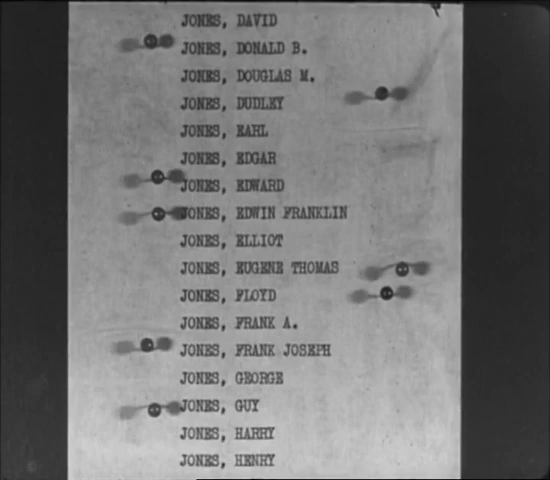 JONES, DAVID
JONES, DONALD B.
JONES, DOUGLAS M.
JONES, DUDLEY
JONES, EARL
JONES, EDGAR
JONES, EDWARD
JONES, EDWIN FRANKLIN
JONES, ELLIOT
JONES, EUGENE THOMAS
JONES, FLOYD
JONES, FRANK A.
JONES, FRANK JOSEPH
JONES, GEORGE
JONES, GUY
JONES, HARRY
JONES, HENRY